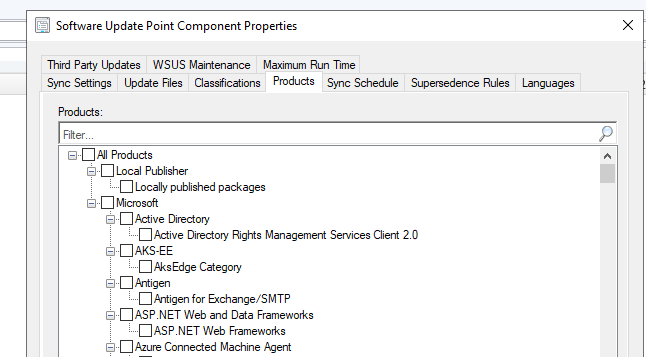 Software Update Point Component Properties
Third Party Updates WSUS Maintenance Maximum Run Time
Sync Settings Update Files Classifications Products Sync Schedule Supersedence Rules Languages
Products:
Filter...
All Products
Local Publisher
Locally published packages
Microsoft
Active Directory
Active Directory Rights Management Services Client 2.0
AKS-EE
AksEdge Category
Antigen
Antigen for Exchange/SMTP
ASP.NET Web and Data Frameworks
ASP.NET Web Frameworks
Azure Connected Machine Agent